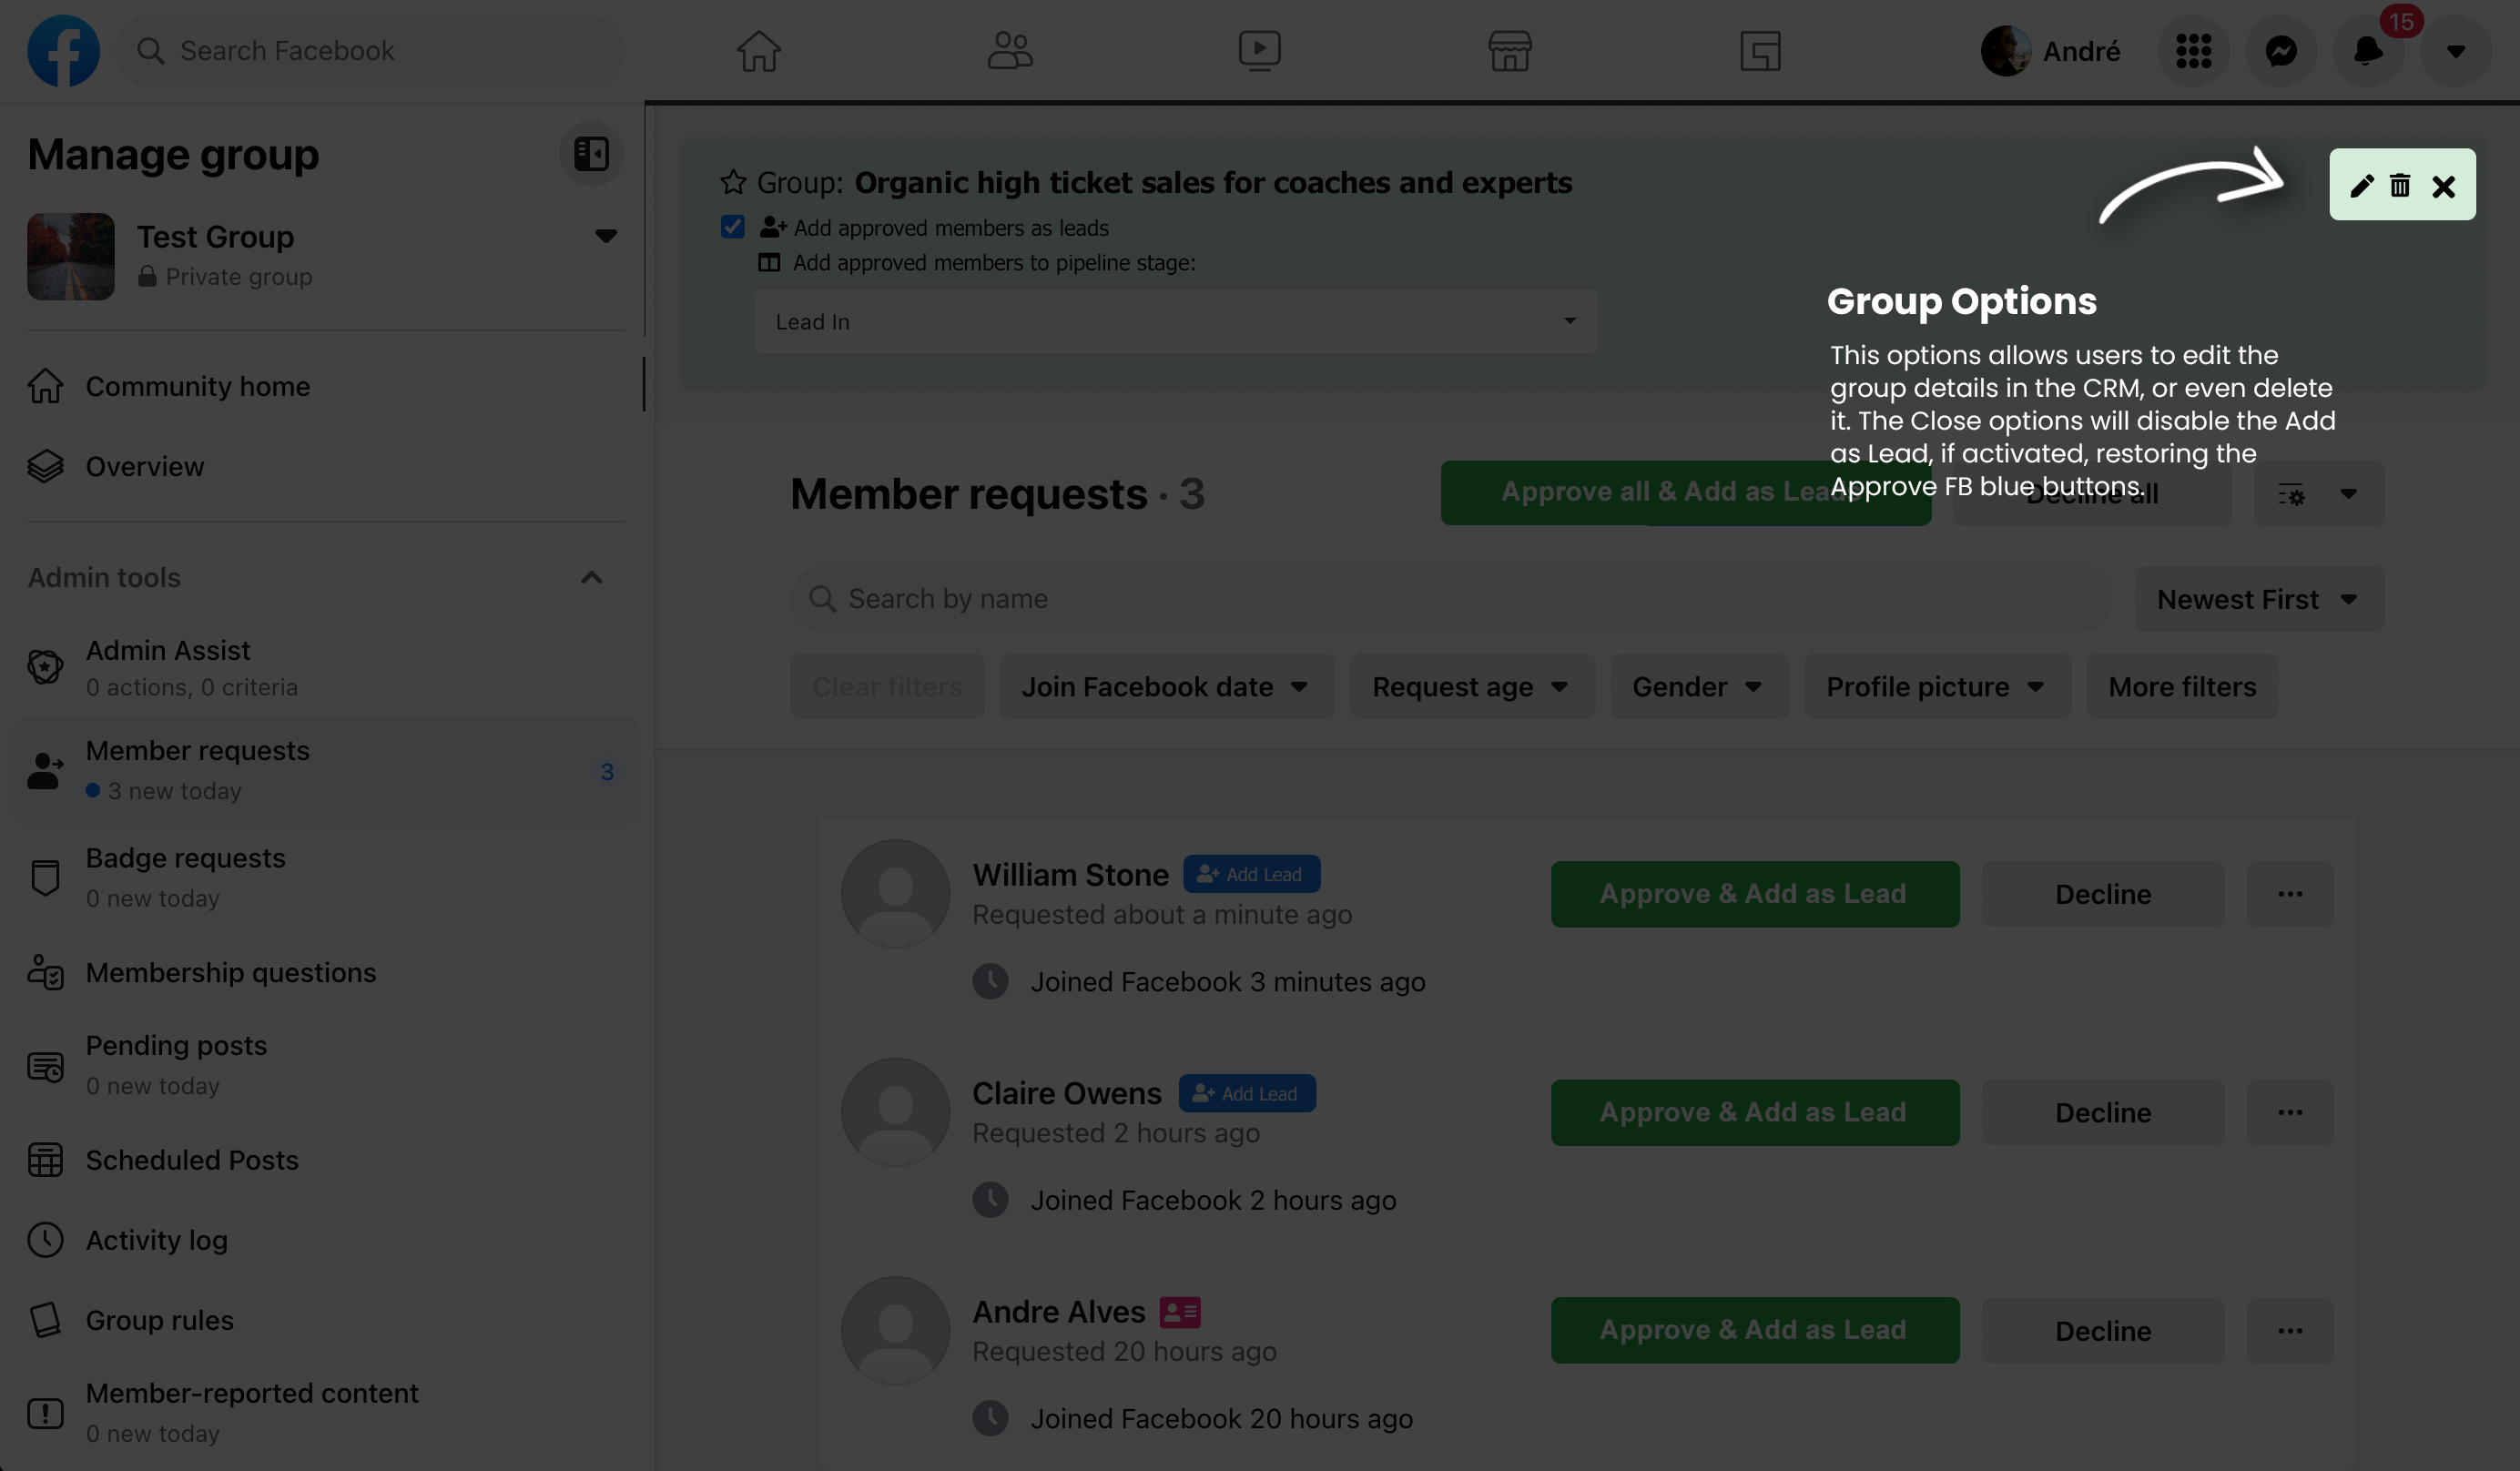 Search Facebook
André
15
Manage group
Test Group
Private group
Community home
Overview
Admin tools
Admin Assist
0 actions, 0 criteria
Member requests
3 new today
3
Badge requests
0 new today
Membership questions
Pending posts
0 new today
Scheduled Posts
Activity log
Group rules
Member-reported content
0 new today
Group: Organic high ticket sales for coaches and experts
Add approved members as leads
Add approved members to pipeline stage:
Lead In
Group Options
This options allows users to edit the
group details in the CRM, or even delete
it. The Close options will disable the Add
as Lead, if activated, restoring the
Approve FB blue buttons.
Member requests · 3
Approve all & Add as Leads
Decline all
Search by name
Newest First
Clear filters
Join Facebook date
Request age
Gender
Profile picture
More filters
William Stone
Add Lead
Requested about a minute ago
Joined Facebook 3 minutes ago
Approve & Add as Lead
Decline
Claire Owens
Add Lead
Requested 2 hours ago
Joined Facebook 2 hours ago
Approve & Add as Lead
Decline
Andre Alves
Requested 20 hours ago
Joined Facebook 20 hours ago
Approve & Add as Lead
Decline